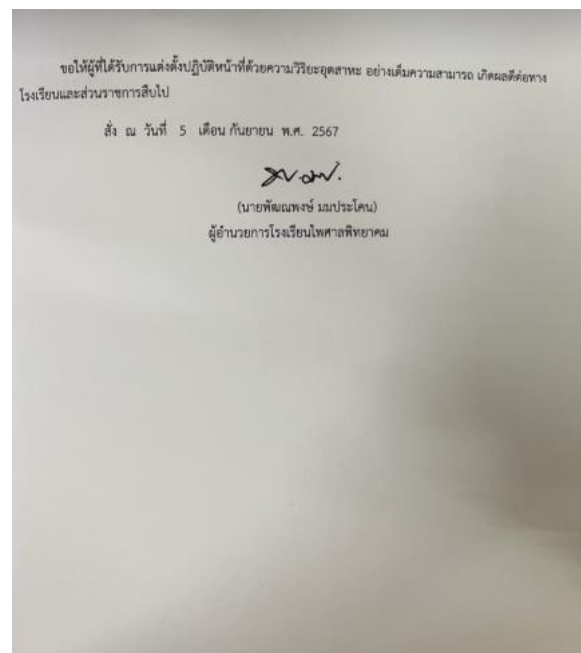 ขอให้ผู้ที่ได้รับการแต่งตั้งปฏิบัติหน้าที่ด้วยความวิริยะอุตสาหะ อย่างเต็มความสามารถ เกิดผลดีต่อทาง
โรงเรียนและส่วนราชการสืบไป
สั่ง ณ วันที่ 5 เดือน กันยายน พ.ศ. 2567
(นายพัฒณพงษ์ มมประโคน)
ผู้อำนวยการโรงเรียนไพศาลพิทยาคม